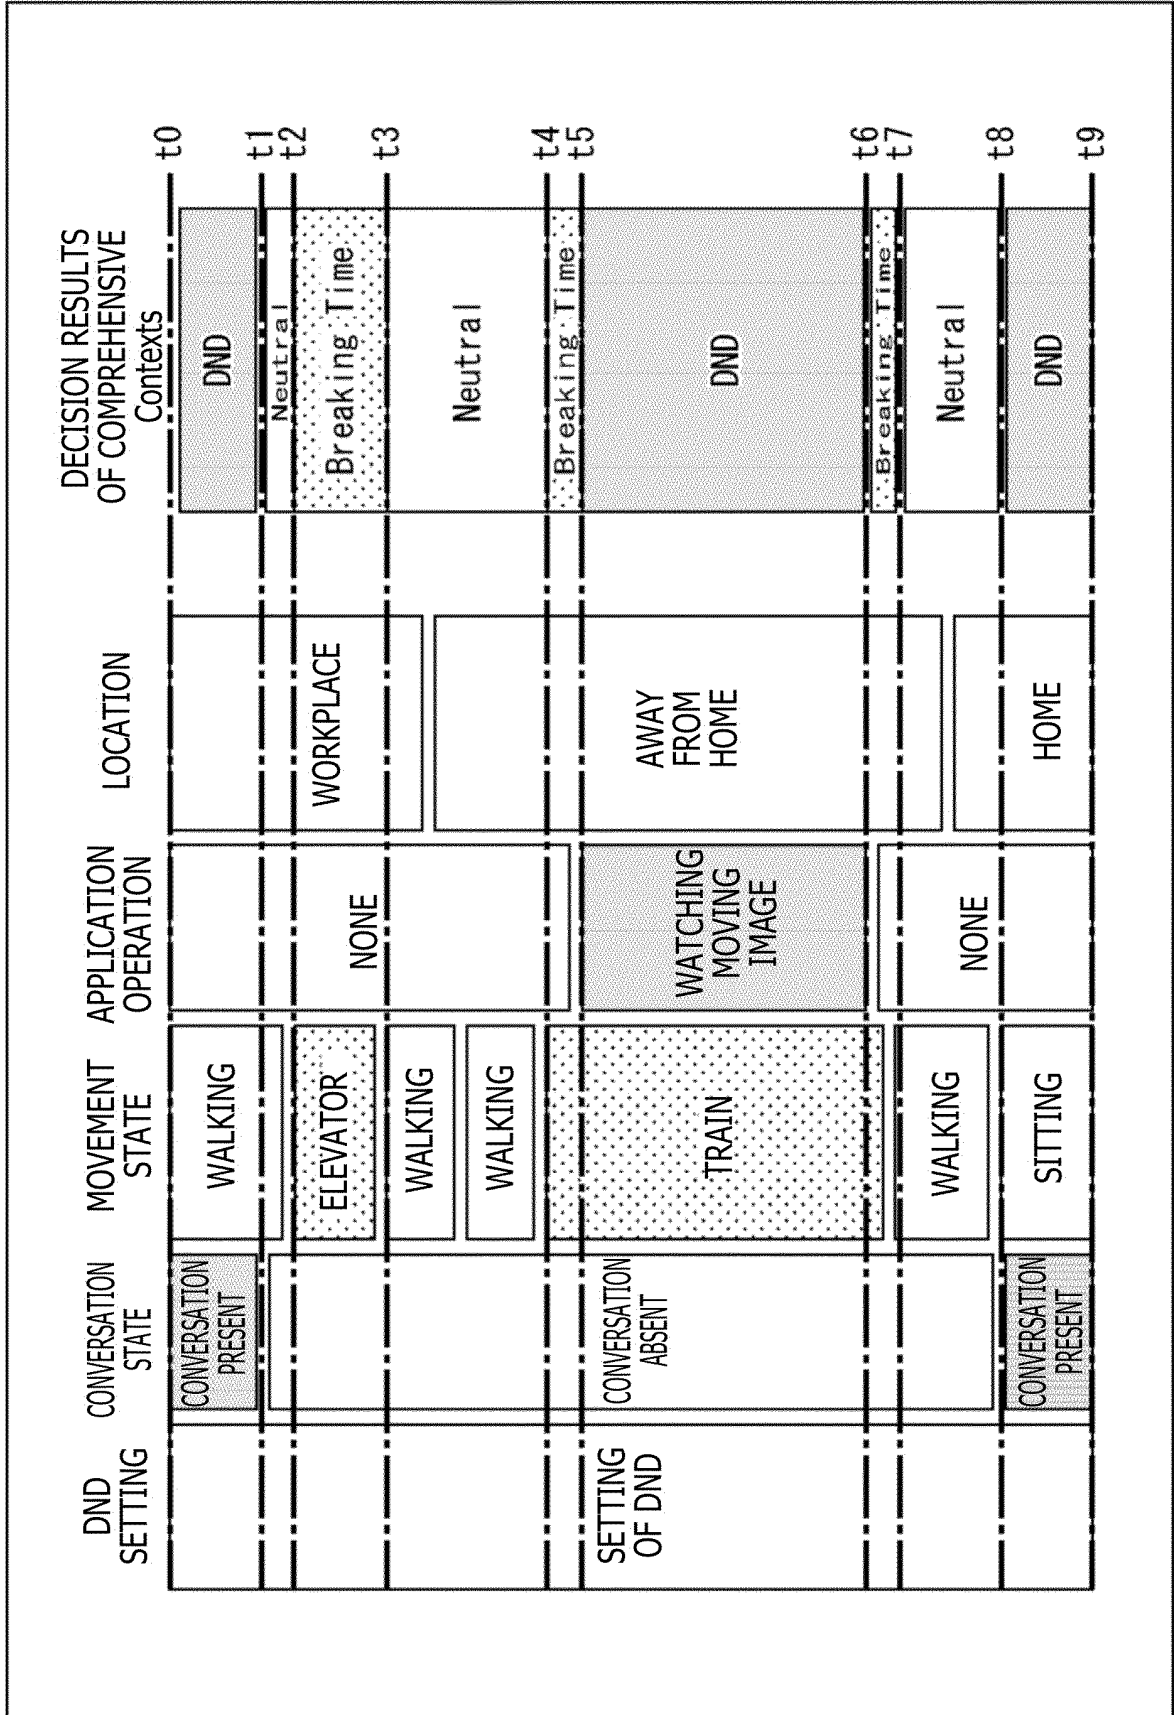 DND
SETTING
CONVERSATION
STATE
MOVEMENT
STATE
APPLICATION
OPERATION
LOCATION
DECISION RESULTS
OF COMPREHENSIVE
Contexts
SETTING
OF DND
CONVERSATION
PRESENT
CONVERSATION
ABSENT
CONVERSATION
PRESENT
WALKING
ELEVATOR
WALKING
WALKING
TRAIN
WALKING
SITTING
NONE
WATCHING
MOVING
IMAGE
NONE
WORKPLACE
AWAY
FROM
HOME
HOME
DND
Neutral
Breaking Time
Neutral
Breaking Time
DND
Breaking Time
Neutral
DND
t0
t1
t2
t3
t4
t5
t6
t7
t8
t9